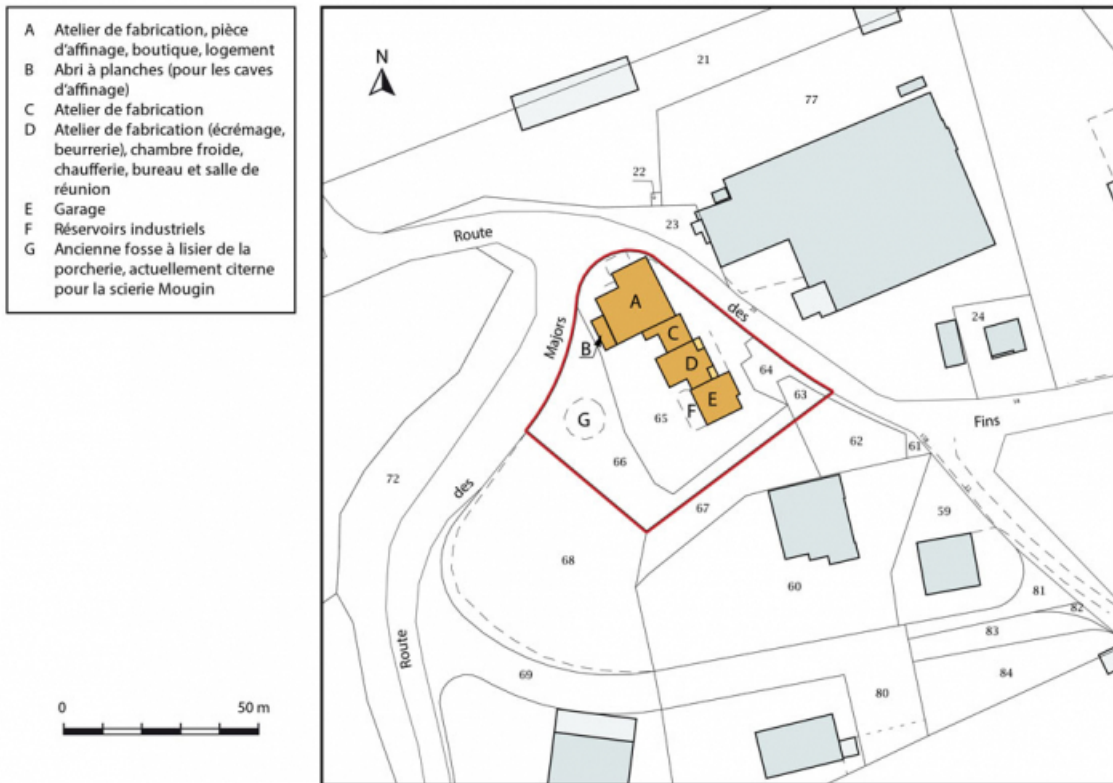 A Atelier de fabrication, pièce
d'affinage, boutique, logement
B Abri à planches (pour les caves
d'affinage)
C Atelier de fabrication
D Atelier de fabrication (écrémage,
beurrerie), chambre froide,
chaufferie, bureau et salle de
réunion
E Garage
F Réservoirs industriels
G Ancienne fosse à lisier de la
porcherie, actuellement citerne
pour la scierie Mougin
0 50 m
N
21
77
22
23
Route
des
Fins
24
A
B
C
D
E
F
G
Majors
des
Route
64
63
65
62
61
66
72
67
59
68
60
81
82
83
69
84
80